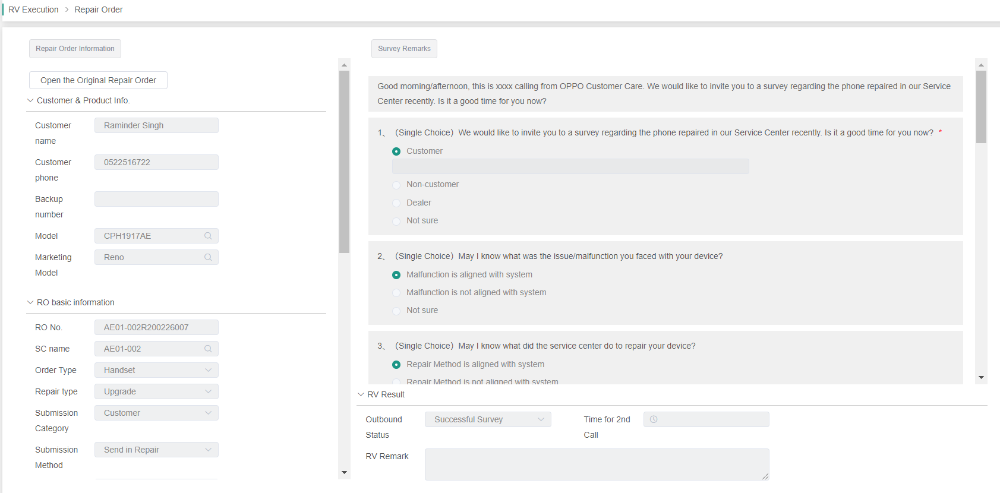 RV Execution > Repair Order
Repair Order Information
Open the Original Repair Order
Customer & Product Info.
Customer name
Raminder Singh
Customer phone
0522516722
Backup number
Model
CPH1917AE
Marketing Model
Reno
RO basic information
RO No.
AE01-002R200226007
SC name
AE01-002
Order Type
Handset
Repair type
Upgrade
Submission Category
Customer
Submission Method
Send in Repair
Survey Remarks
Good morning/afternoon, this is xxxx calling from OPPO Customer Care. We would like to invite you to a survey regarding the phone repaired in our Service
Center recently. Is it a good time for you now?
1、（Single Choice）We would like to invite you to a survey regarding the phone repaired in our Service Center recently. Is it a good time for you now? *
Customer
Non-customer
Dealer
Not sure
2、（Single Choice）May I know what was the issue/malfunction you faced with your device?
Malfunction is aligned with system
Malfunction is not aligned with system
Not sure
3、（Single Choice）May I know what did the service center do to repair your device?
Repair Method is aligned with system
Repair Method is not aligned with system
RV Result
Outbound Status
Successful Survey
Time for 2nd Call
RV Remark